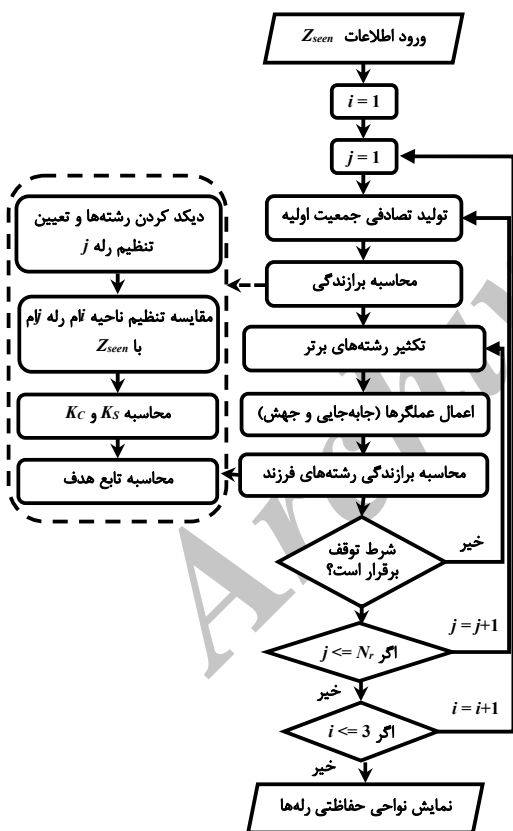 ورود اطلاعات Zseen
i = 1
j = 1
تولید تصادفی جمعیت اولیه
محاسبه برازندگی
تکثیر رشته‌های برتر
اعمال عملگرها (جابه‌جایی و جهش)
محاسبه برازندگی رشته‌های فرزند
شرط توقف
برقرار است؟
خیر
اگر j <= Nr
j = j+1
خیر
اگر i <= 3
i = i+1
خیر
نمایش نواحی حفاظتی رله‌ها
دیکد کردن رشته‌ها و تعیین
تنظیم رله j
مقایسه تنظیم ناحیه iام رله jام
با Zseen
محاسبه KS و KC
محاسبه تابع هدف